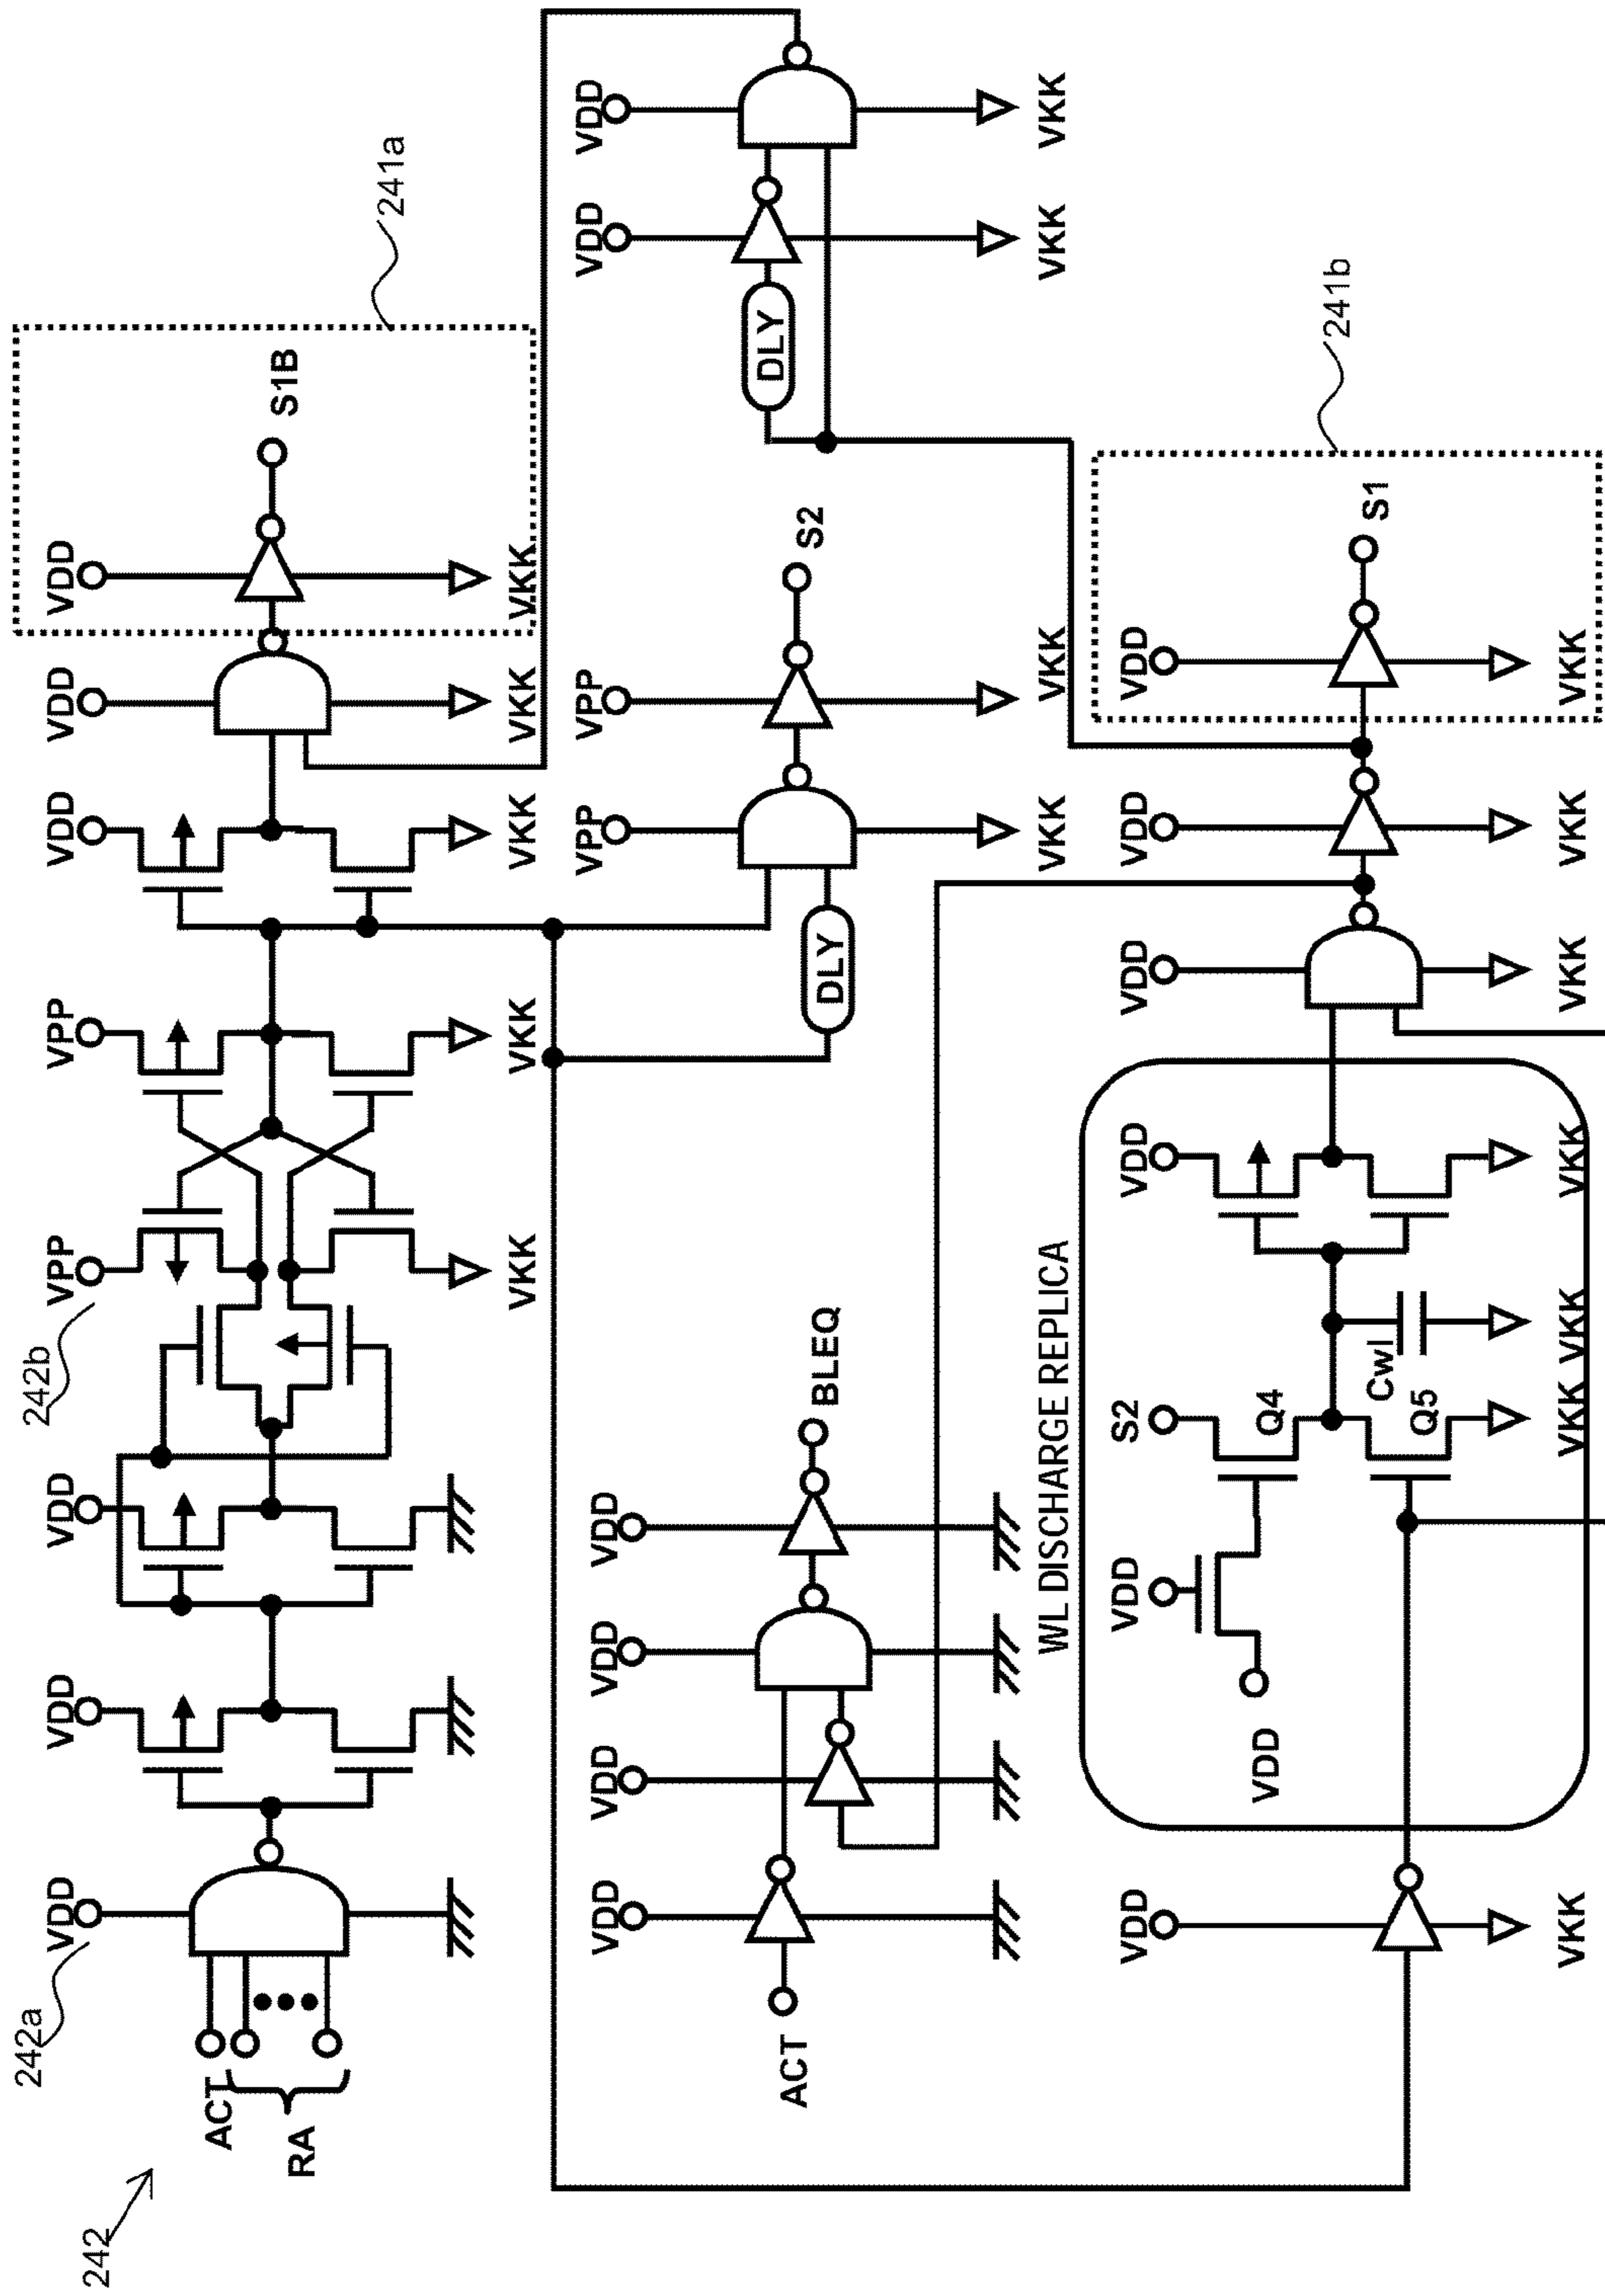 242
242a
242b
241a
VDD
VDD
VDD
VPP
VPP
VDD
VDD
VDD
ACT
RA
VKK
VKK
VKK
VKK
VKK
S1B
VDD
VDD
VDD
VDD
BLEQ
ACT
VPP
VPP
DLY
VKK
VKK
S2
VDD
VDD
DLY
VKK
VKK
WL DISCHARGE REPLICA
VDD
VDD
VDD
S2
Q4
Q5
Cwl
VDD
VKK
VKK
VKK
VKK
VDD
VDD
VDD
VKK
VKK
VKK
S1
241b